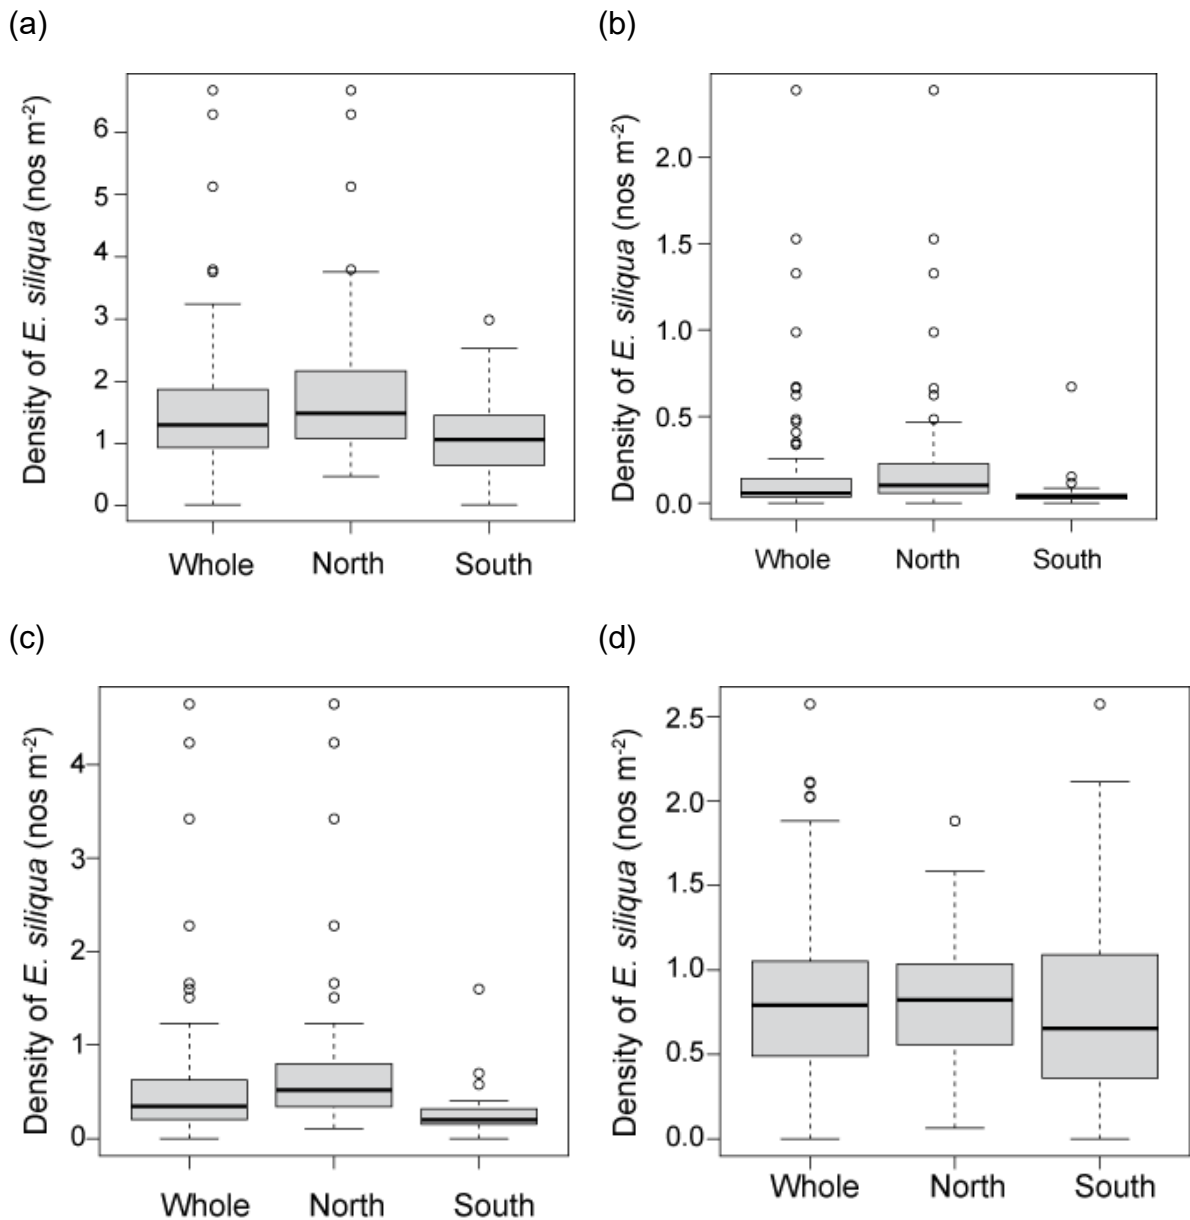 (a)
Density of E. siliqua (nos m-2)
6
5
4
3
2
1
0
Whole North South
(b)
Density of E. siliqua (nos m-2)
2.0
1.5
1.0
0.5
0.0
Whole North South
(c)
Density of E. siliqua (nos m-2)
4
3
2
1
0
Whole North South
(d)
Density of E. siliqua (nos m-2)
2.5
2.0
1.5
1.0
0.5
0.0
Whole North South